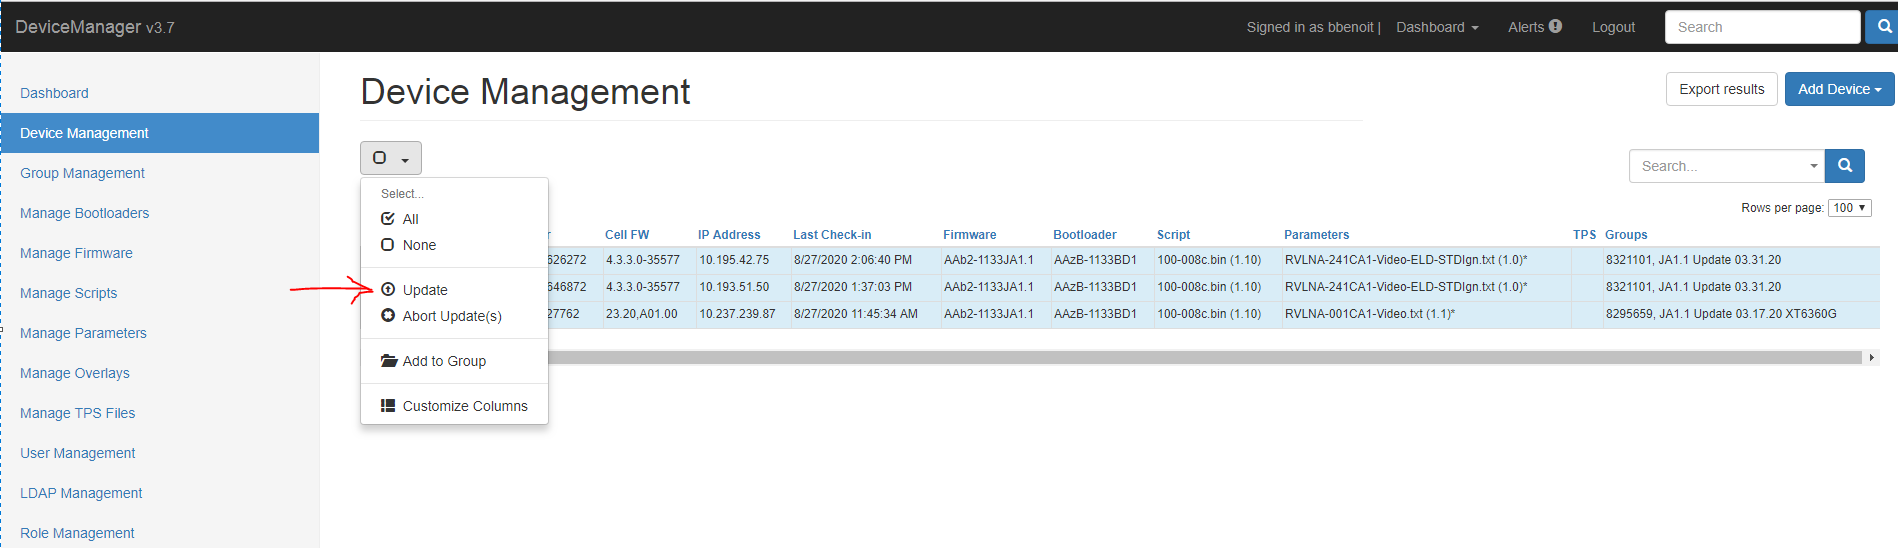 DeviceManager v3.7
Signed in as bbenoit | Dashboard Alerts Logout Search
Dashboard
Device Management
Group Management
Manage Bootloaders
Manage Firmware
Manage Scripts
Manage Parameters
Manage Overlays
Manage TPS Files
User Management
LDAP Management
Role Management
Device Management
Export results Add Device
Search...
Rows per page: 100
Select...
All
None
Update
Abort Update(s)
Add to Group
Customize Columns
r Cell FW IP Address Last Check-in Firmware Bootloader Script Parameters TPS Groups
626272 4.3.3.0-35577 10.195.42.75 8/27/2020 2:06:40 PM AAb2-1133JA1.1 AAzB-1133BD1 100-008c.bin (1.10) RVLNA-241CA1-Video-ELD-STDIgn.txt (1.0)* 8321101, JA1.1 Update 03.31.20
646872 4.3.3.0-35577 10.193.51.50 8/27/2020 1:37:03 PM AAb2-1133JA1.1 AAzB-1133BD1 100-008c.bin (1.10) RVLNA-241CA1-Video-ELD-STDIgn.txt (1.0)* 8321101, JA1.1 Update 03.31.20
27762 23.20,A01.00 10.237.239.87 8/27/2020 11:45:34 AM AAb2-1133JA1.1 AAzB-1133BD1 100-008c.bin (1.10) RVLNA-001CA1-Video.txt (1.1)* 8295659, JA1.1 Update 03.17.20 XT6360G